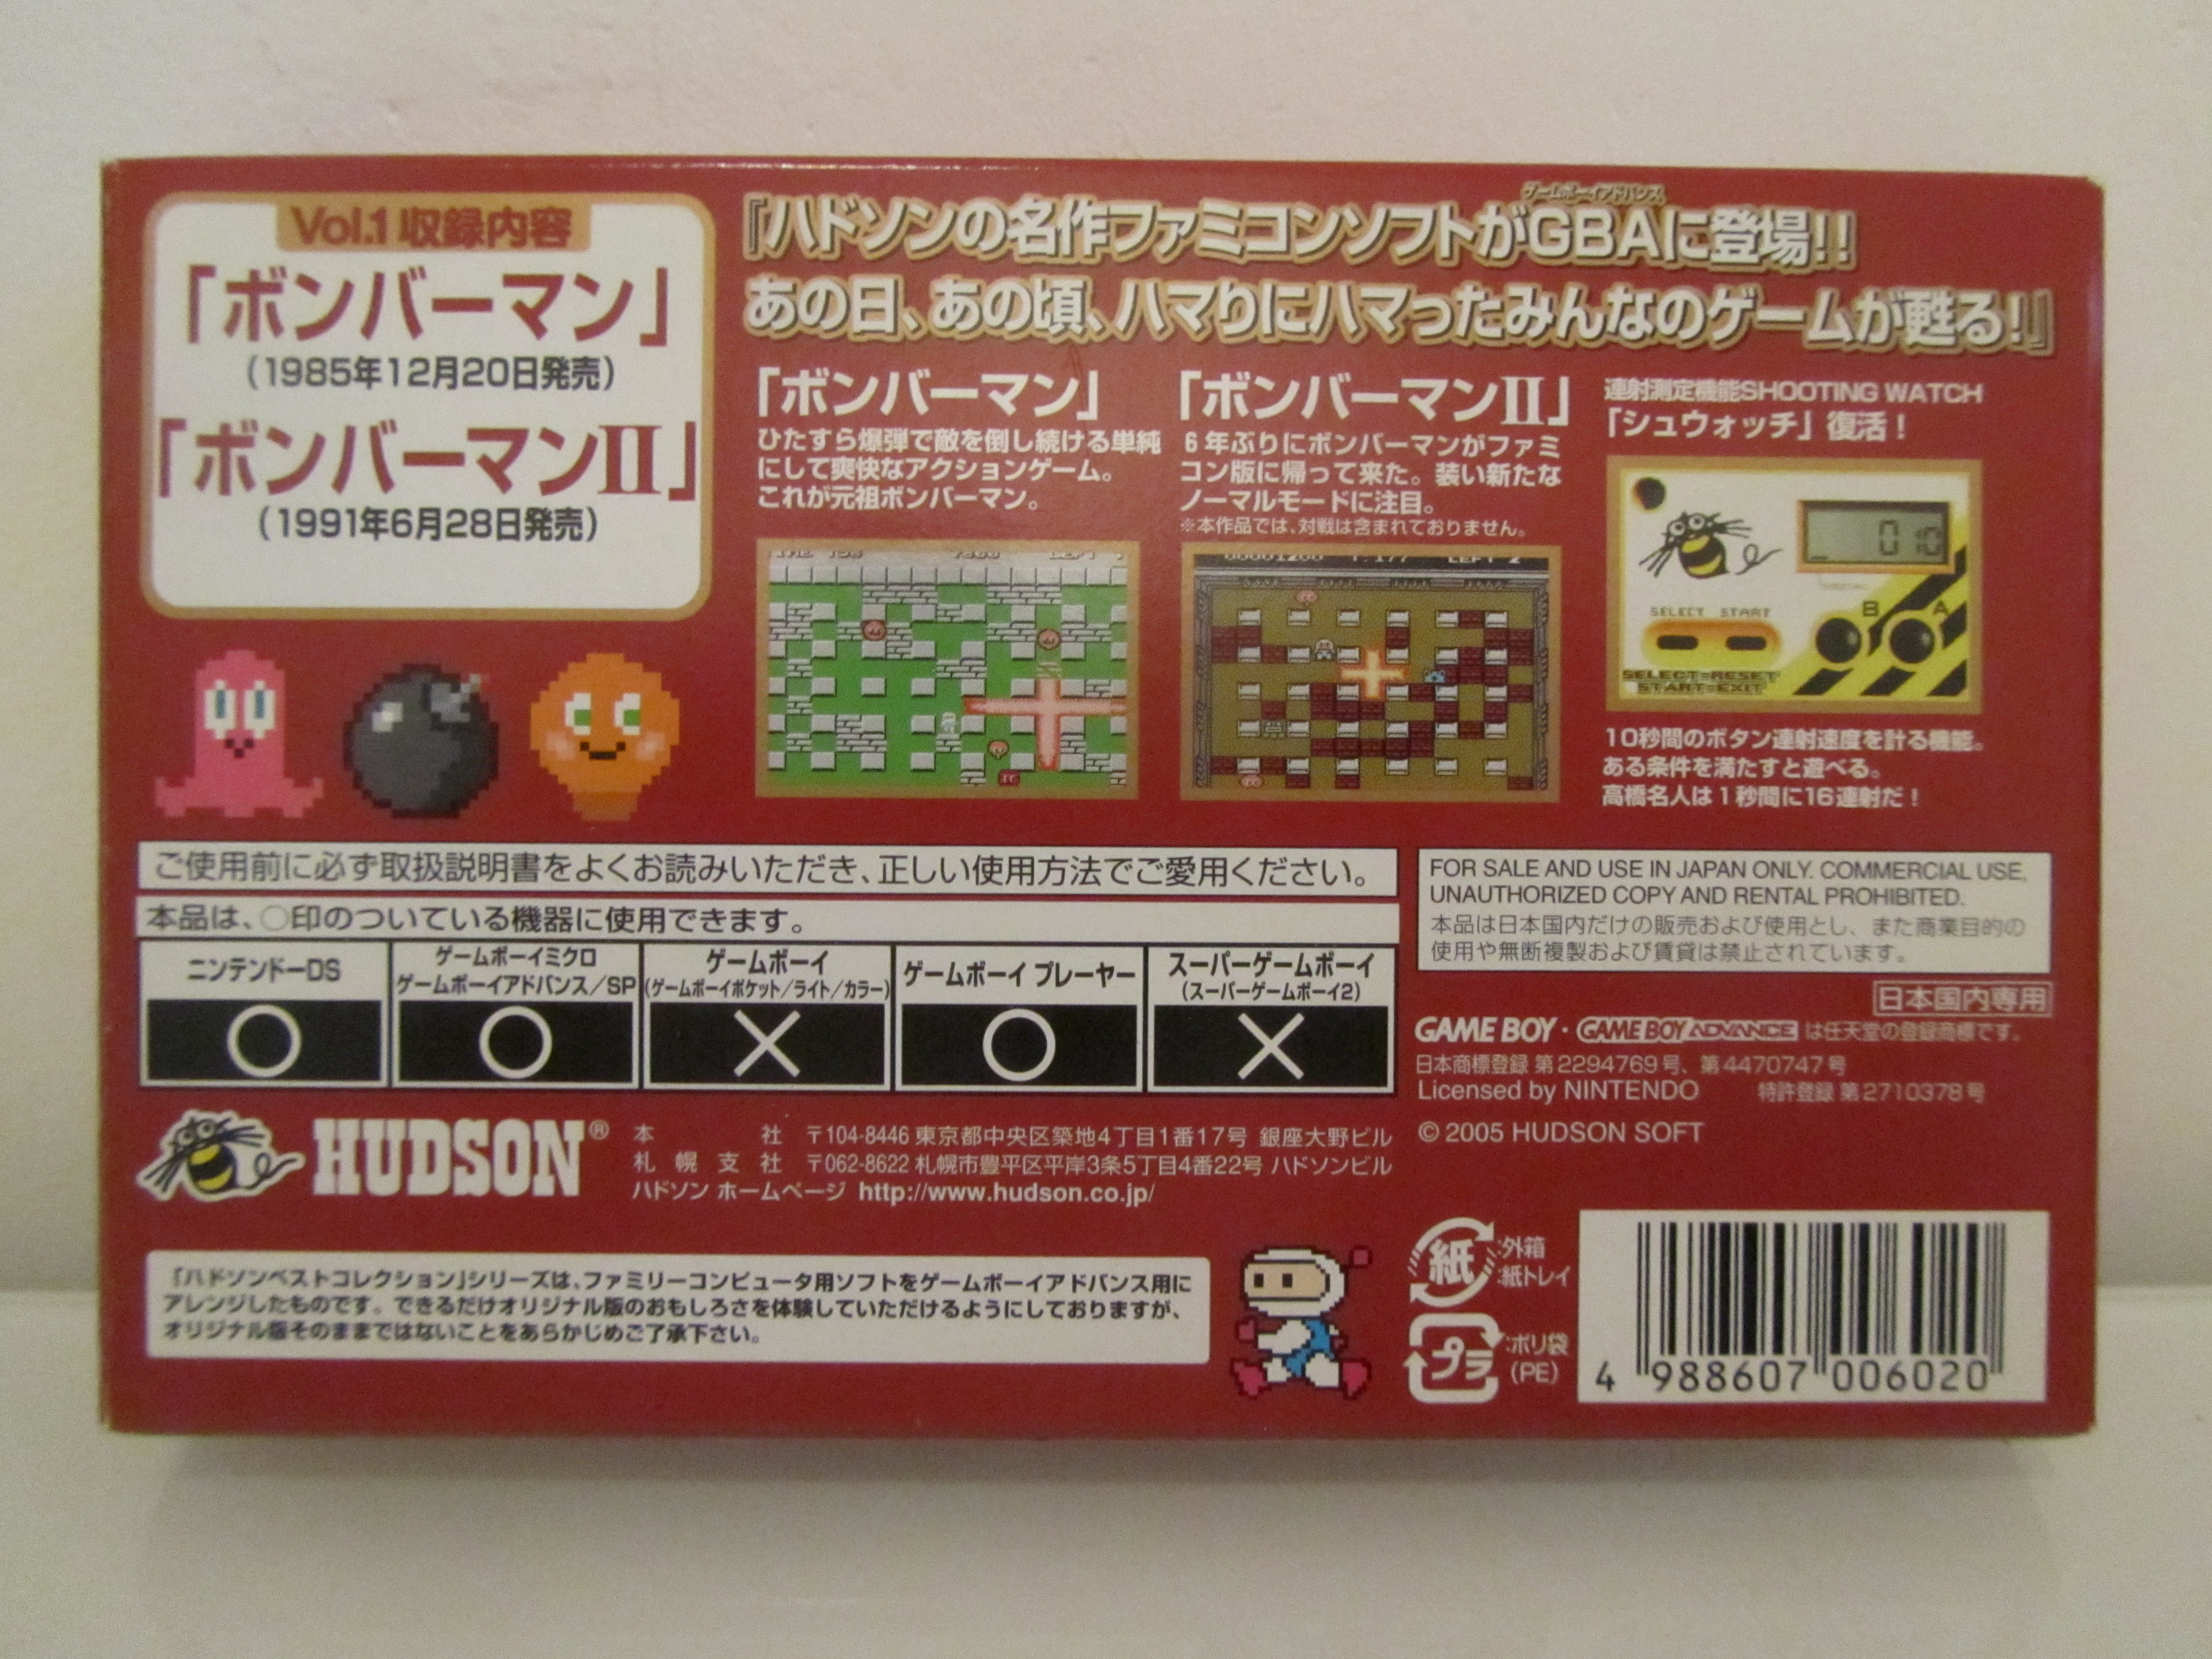 Vol.1 収録内容
「ボンバーマン」
(1985年12月20日発売)
「ボンバーマンII」
(1991年6月28日発売)
ゲームボーイアドバンス
『ハドソンの名作ファミコンソフトがGBAに登場!!
あの日、あの頃、ハマりにハマったみんなのゲームが甦る!』
「ボンバーマン」
ひたすら爆弾で敵を倒し続ける単純
にして爽快なアクションゲーム。
これが元祖ボンバーマン。
「ボンバーマンII」
6年ぶりにボンバーマンがファミ
コン版に帰って来た。装い新たな
ノーマルモードに注目。
※本作品では、対戦は含まれておりません。
連射測定機能SHOOTING WATCH
「シュウォッチ」復活!
SELECT START
B A
SELECT=RESET
START=EXIT
10秒間のボタン連射速度を計る機能。
ある条件を満たすと遊べる。
高橋名人は1秒間に16連射だ!
ご使用前に必ず取扱説明書をよくお読みいただき、正しい使用方法でご愛用ください。
本品は、○印のついている機器に使用できます。
ニンテンドーDS
ゲームボーイミクロ
ゲームボーイアドバンス/SP
ゲームボーイ
(ゲームボーイポケット/ライト/カラー)
ゲームボーイ プレーヤー
スーパーゲームボーイ
(スーパーゲームボーイ2)
○ ○ × ○ ×
FOR SALE AND USE IN JAPAN ONLY. COMMERCIAL USE,
UNAUTHORIZED COPY AND RENTAL PROHIBITED.
本品は日本国内だけの販売および使用とし、また商業目的の
使用や無断複製および賃貸は禁止されています。
日本国内専用
GAME BOY・GAME BOY ADVANCE は任天堂の登録商標です。
日本商標登録 第2294769号、第4470747号
Licensed by NINTENDO 特許登録 第2710378号
© 2005 HUDSON SOFT
HUDSON®
本社 〒104-8446 東京都中央区築地4丁目1番17号 銀座大野ビル
札幌支社 〒062-8622 札幌市豊平区平岸3条5丁目4番22号 ハドソンビル
ハドソン ホームページ http://www.hudson.co.jp/
「ハドソンベストコレクション」シリーズは、ファミリーコンピュータ用ソフトをゲームボーイアドバンス用に
アレンジしたものです。できるだけオリジナル版のおもしろさを体験していただけるようにしておりますが、
オリジナル版そのままではないことをあらかじめご了承下さい。
紙 :外箱
:紙トレイ
プラ :ポリ袋
(PE)
4 988607 006020